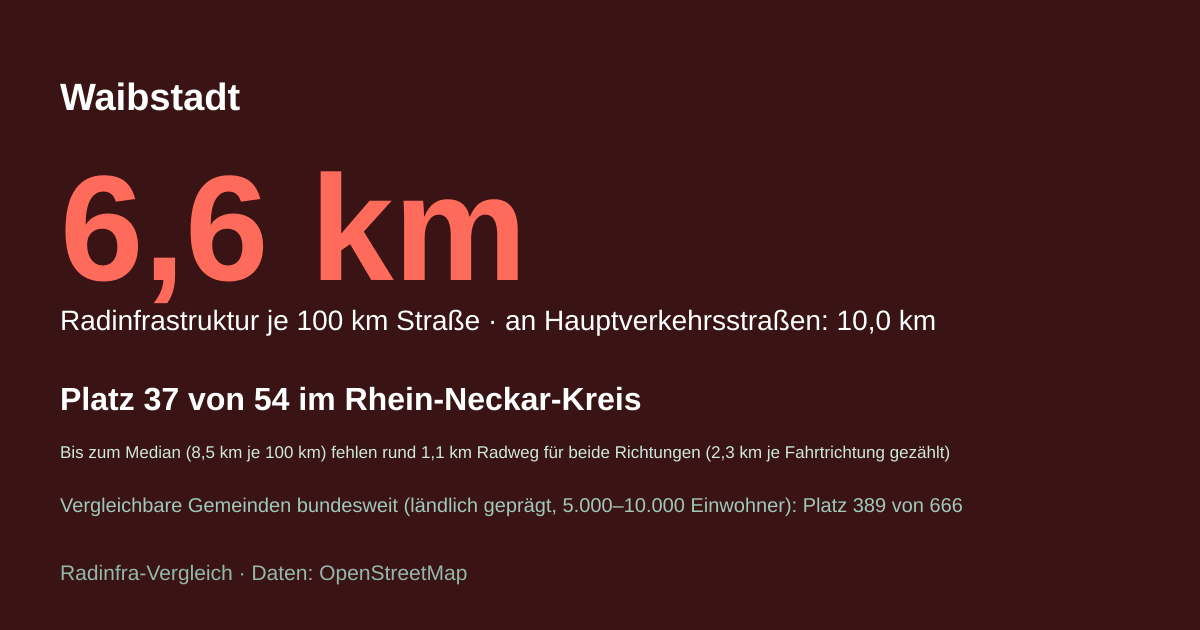 Waibstadt
6,6 km
Radinfrastruktur je 100 km Straße · an Hauptverkehrsstraßen: 10,0 km
Platz 37 von 54 im Rhein-Neckar-Kreis
Bis zum Median (8,5 km je 100 km) fehlen rund 1,1 km Radweg für beide Richtungen (2,3 km je Fahrtrichtung gezählt)
Vergleichbare Gemeinden bundesweit (ländlich geprägt, 5.000–10.000 Einwohner): Platz 389 von 666
Radinfra-Vergleich · Daten: OpenStreetMap